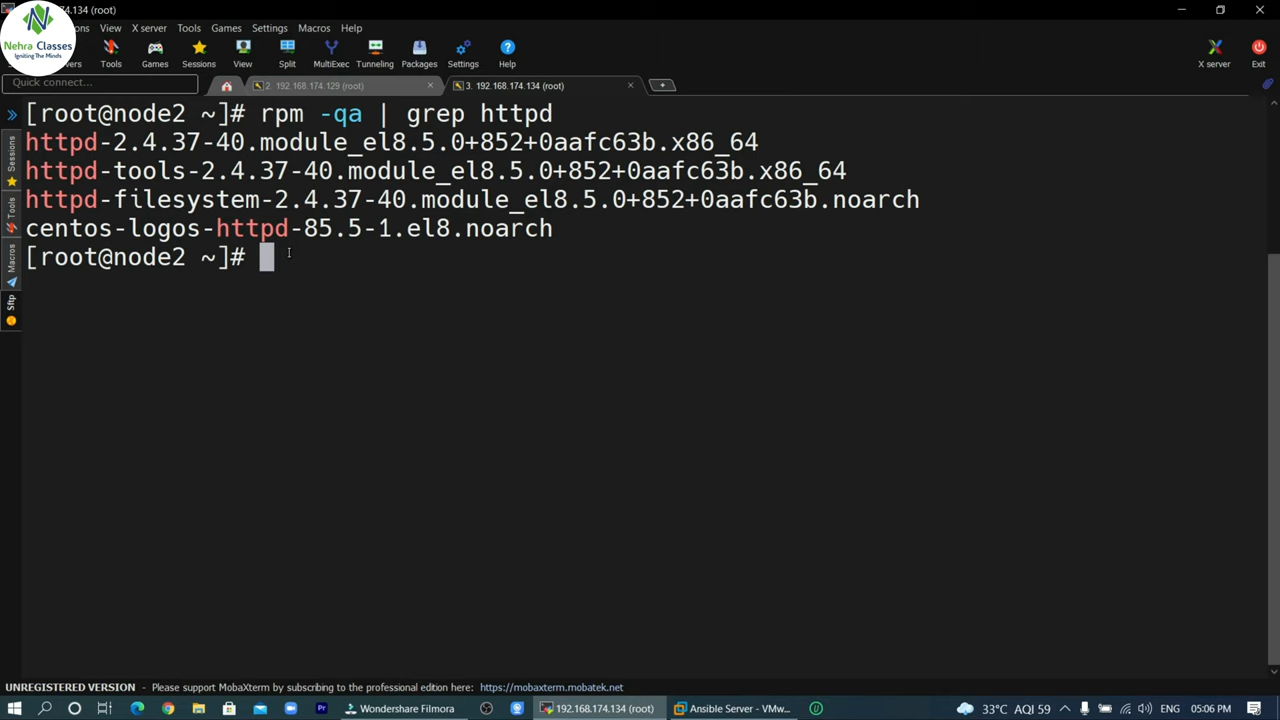 192.168.174.134 (root)
Nehra Classes
Igniting The Minds
View X server Tools Games Settings Macros Help
Tools Games Sessions View Split MultiExec Tunneling Packages Settings Help X server Exit
Quick connect...
2. 192.168.174.129 (root)
3. 192.168.174.134 (root)
Sessions
Tools
Macros
Sftp
[root@node2 ~]# rpm -qa | grep httpd
httpd-2.4.37-40.module_el8.5.0+852+0aafc63b.x86_64
httpd-tools-2.4.37-40.module_el8.5.0+852+0aafc63b.x86_64
httpd-filesystem-2.4.37-40.module_el8.5.0+852+0aafc63b.noarch
centos-logos-httpd-85.5-1.el8.noarch
[root@node2 ~]#
UNREGISTERED VERSION - Please support MobaXterm by subscribing to the professional edition here: https://mobaxterm.mobatek.net
Wondershare Filmora 192.168.174.134 (root) Ansible Server - VMw... 33°C AQI 59 05:06 PM